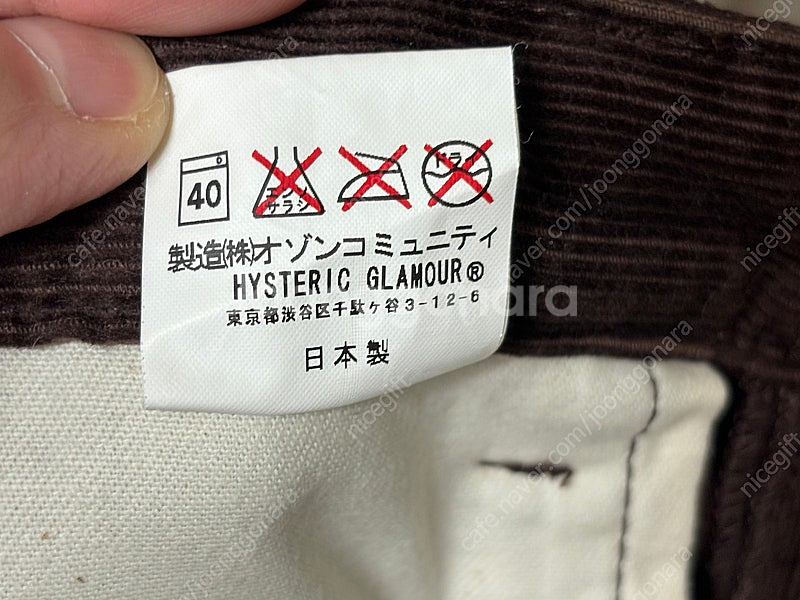 40
エンソ
サラシ
ドライ
製造(株)オゾンコミュニティ
HYSTERIC GLAMOUR®
東京都渋谷区千駄ヶ谷3-12-6
日本製
cafe.naver.com/joonggonara
nicegift